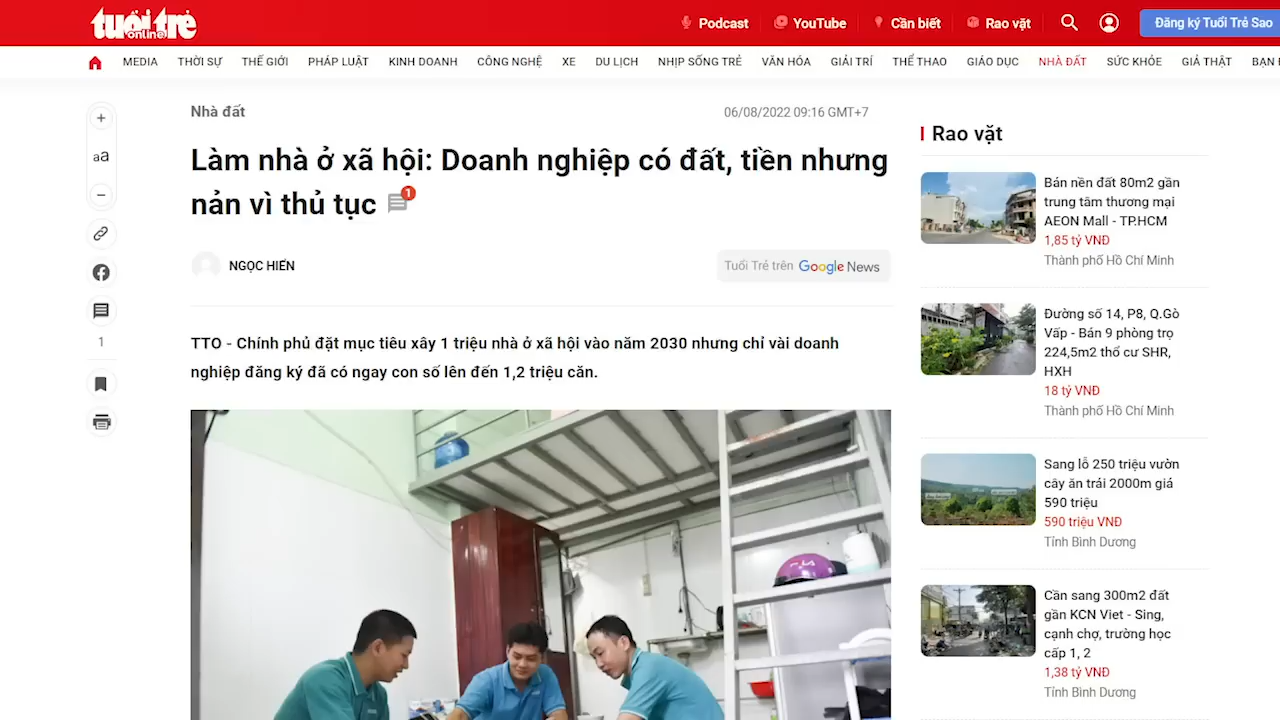 tuổi trẻ
online
Podcast
YouTube
Cần biết
Rao vặt
Đăng ký Tuổi Trẻ Sao
MEDIA
THỜI SỰ
THẾ GIỚI
PHÁP LUẬT
KINH DOANH
CÔNG NGHỆ
XE
DU LỊCH
NHỊP SỐNG TRẺ
VĂN HÓA
GIẢI TRÍ
THỂ THAO
GIÁO DỤC
NHÀ ĐẤT
SỨC KHỎE
GIẢ THẬT
BẠN
+
aA
−
1
Nhà đất
06/08/2022 09:16 GMT+7
Làm nhà ở xã hội: Doanh nghiệp có đất, tiền nhưng
nản vì thủ tục
1
NGỌC HIỂN
Tuổi Trẻ trên Google News
TTO - Chính phủ đặt mục tiêu xây 1 triệu nhà ở xã hội vào năm 2030 nhưng chỉ vài doanh
nghiệp đăng ký đã có ngay con số lên đến 1,2 triệu căn.
Rao vặt
Bán nền đất 80m2 gần
trung tâm thương mại
AEON Mall - TP.HCM
1,85 tỷ VNĐ
Thành phố Hồ Chí Minh
Đường số 14, P8, Q.Gò
Vấp - Bán 9 phòng trọ
224,5m2 thổ cư SHR,
HXH
18 tỷ VNĐ
Thành phố Hồ Chí Minh
Sang lỗ 250 triệu vườn
cây ăn trái 2000m giá
590 triệu
590 triệu VNĐ
Tỉnh Bình Dương
Cần sang 300m2 đất
gần KCN Viet - Sing,
cạnh chợ, trường học
cấp 1, 2
1,38 tỷ VNĐ
Tỉnh Bình Dương